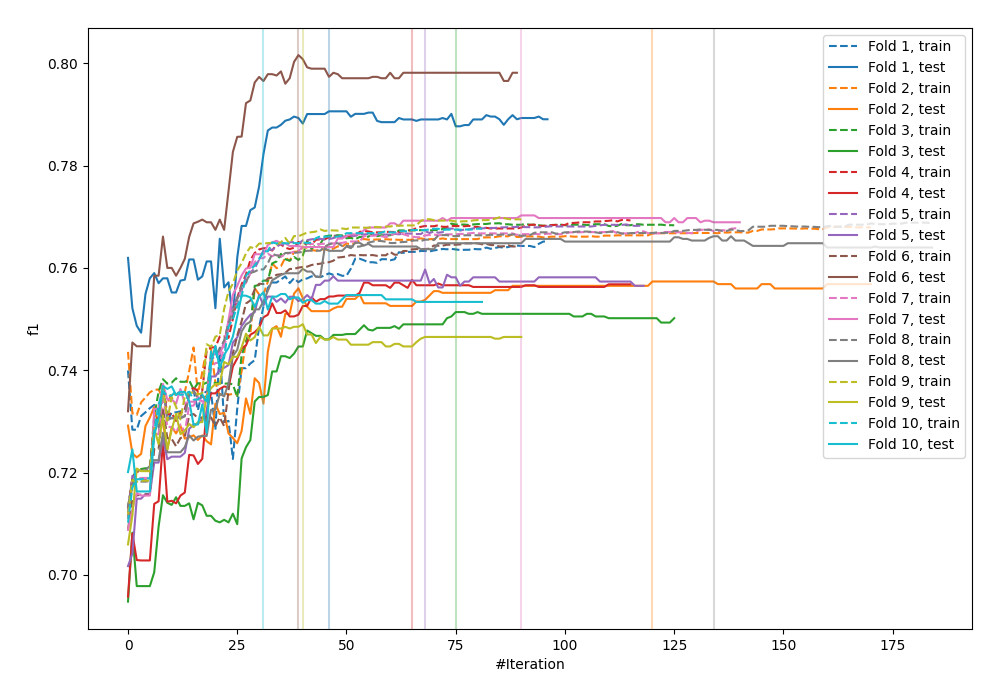 0.80
0.78
0.76
0.74
0.72
0.70
f1
0
25
50
75
100
125
150
175
#Iteration
Fold 1, train
Fold 1, test
Fold 2, train
Fold 2, test
Fold 3, train
Fold 3, test
Fold 4, train
Fold 4, test
Fold 5, train
Fold 5, test
Fold 6, train
Fold 6, test
Fold 7, train
Fold 7, test
Fold 8, train
Fold 8, test
Fold 9, train
Fold 9, test
Fold 10, train
Fold 10, test